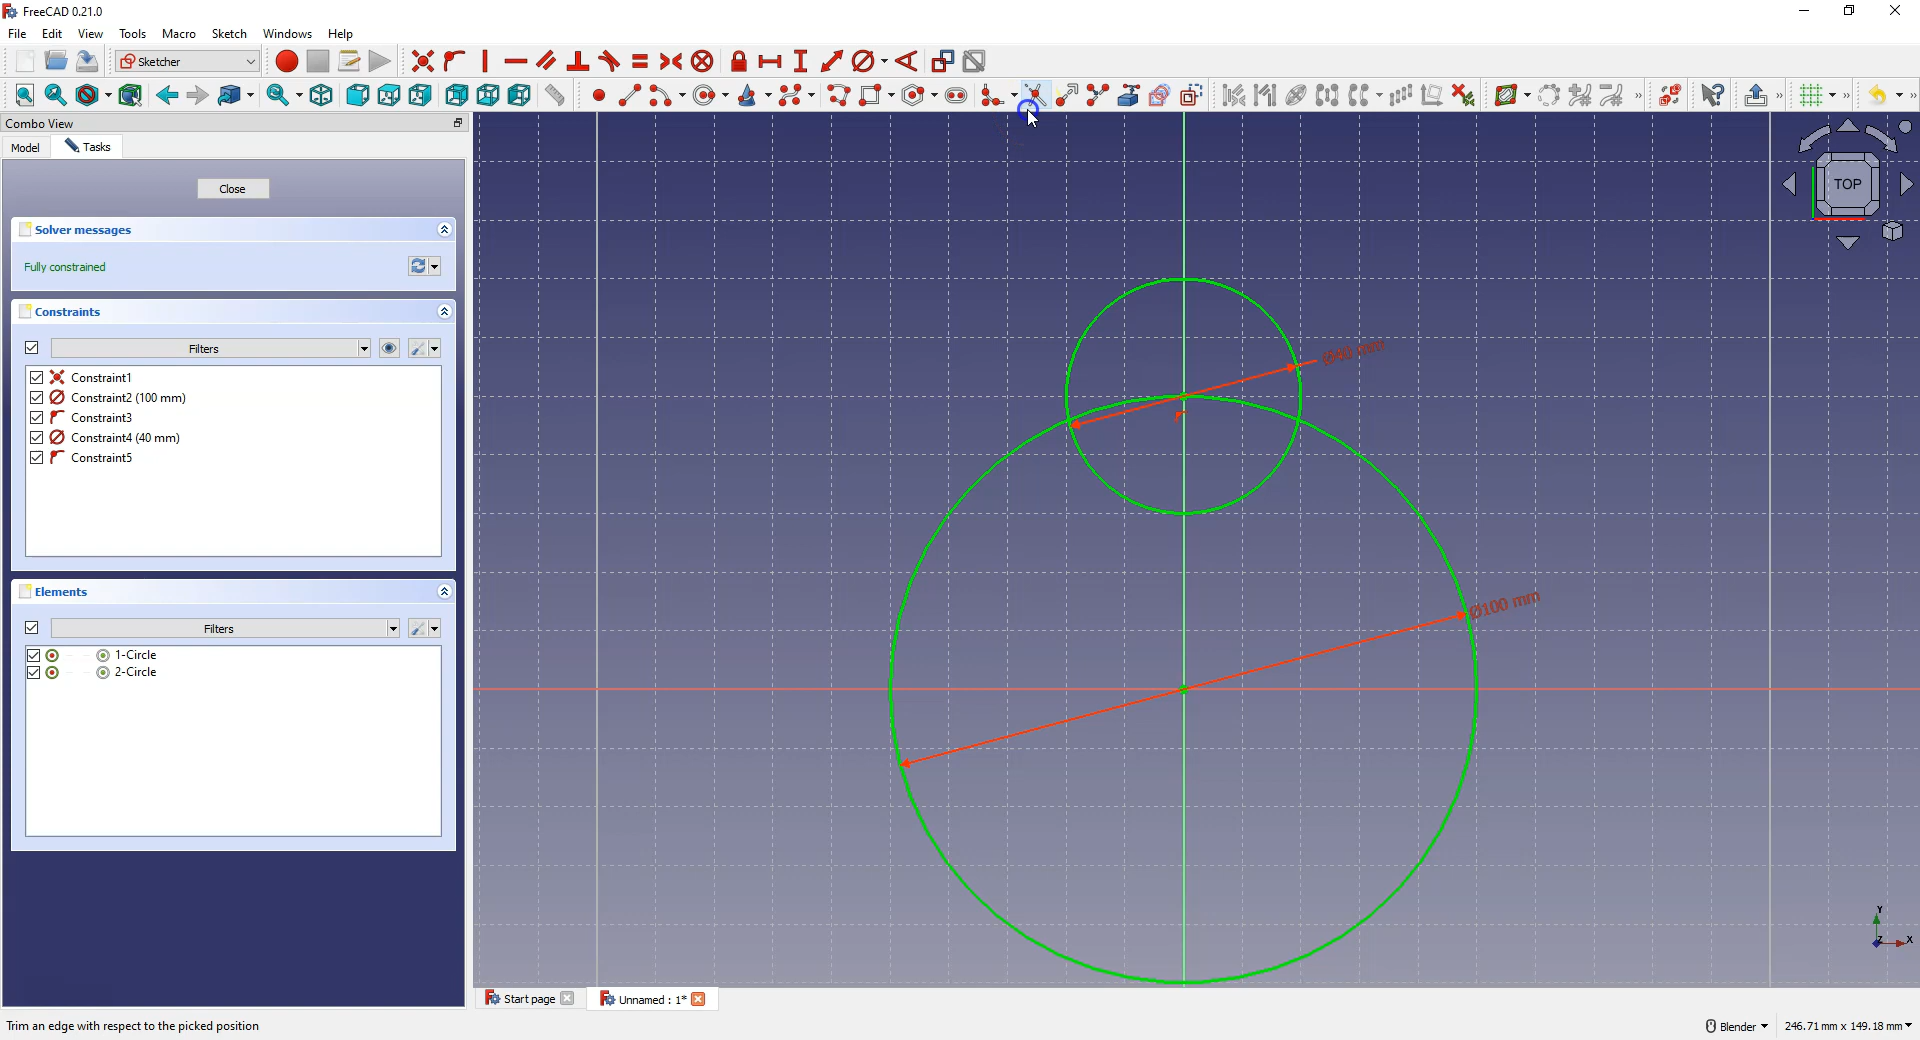 FreeCAD 0.21.0
File Edit View Tools Macro Sketch Windows Help
Sketcher
Combo View
Model Tasks
Close
Solver messages
Fully constrained
Constraints
Filters
Constraint1
Constraint2 (100 mm)
Constraint3
Constraint4 (40 mm)
Constraint5
Elements
Filters
1-Circle
2-Circle
TOP
Ø40 mm
Ø100 mm
Y
Z
X
Start page
Unnamed : 1*
Trim an edge with respect to the picked position
Blender
246.71 mm x 149.18 mm